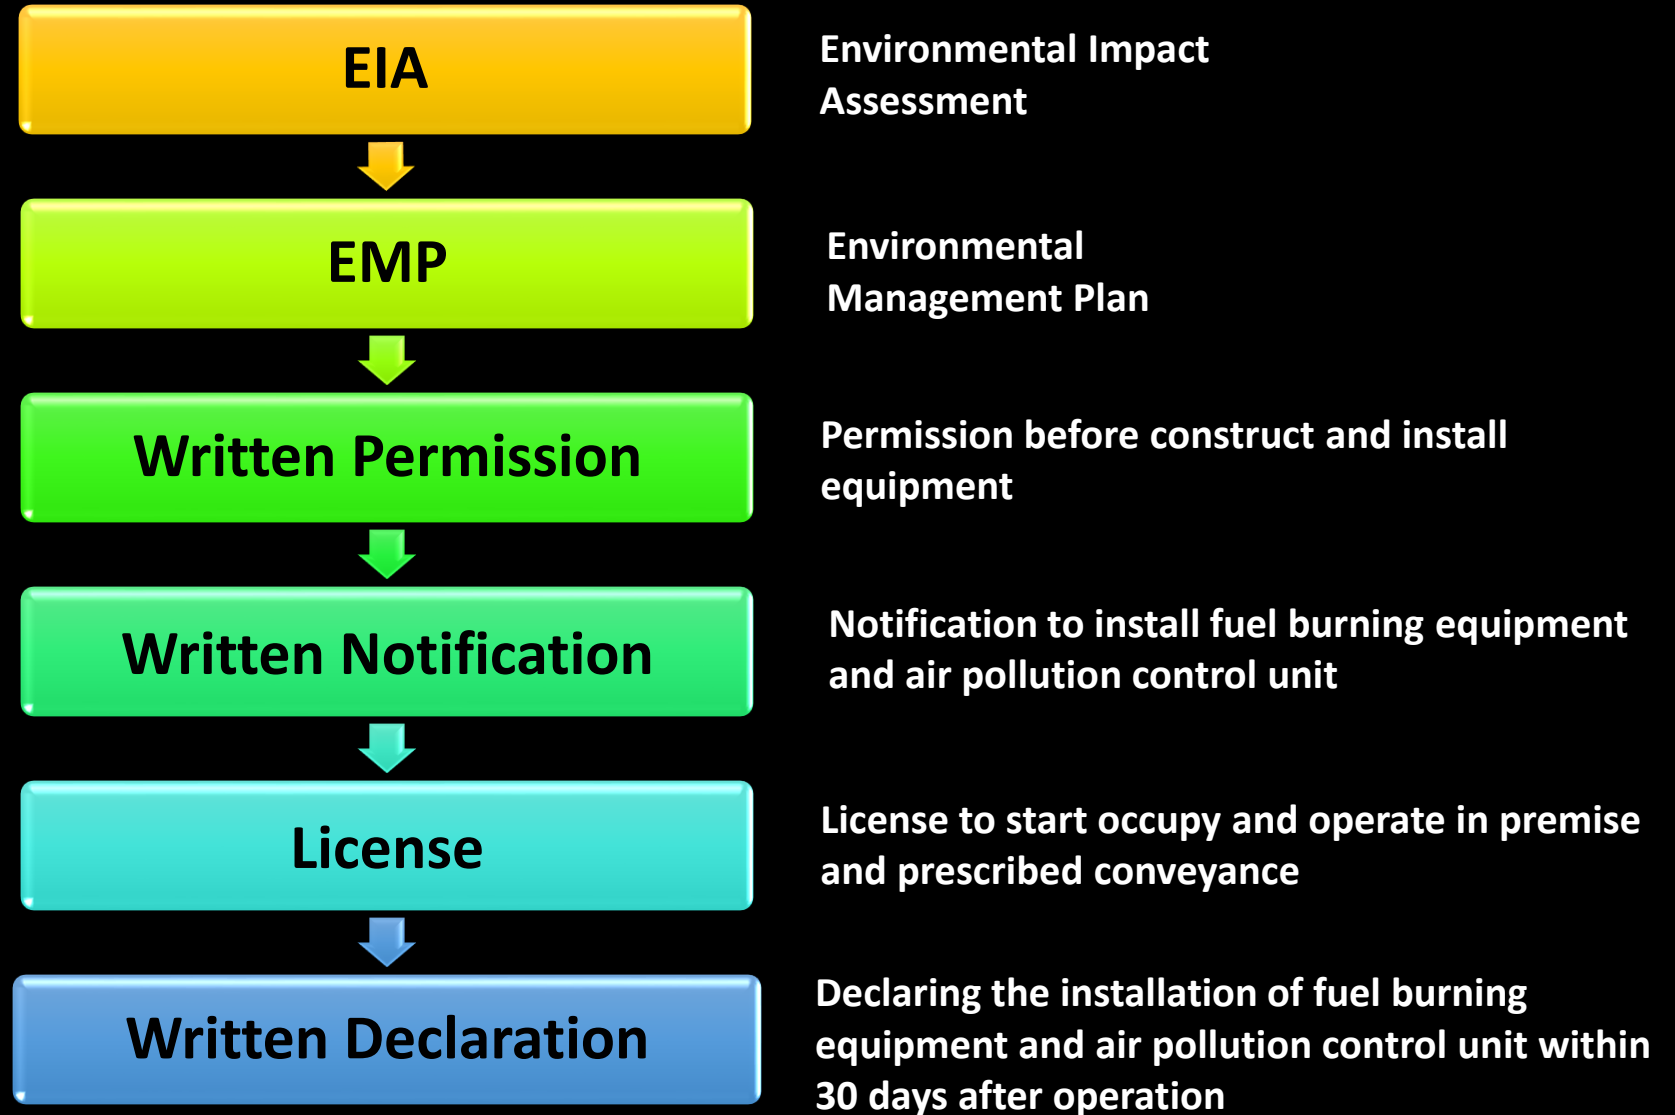 EIA
Environmental Impact
Assessment
EMP
Environmental
Management Plan
Written Permission
Permission before construct and install
equipment
Written Notification
Notification to install fuel burning equipment
and air pollution control unit
License
License to start occupy and operate in premise
and prescribed conveyance
Written Declaration
Declaring the installation of fuel burning
equipment and air pollution control unit within
30 days after operation